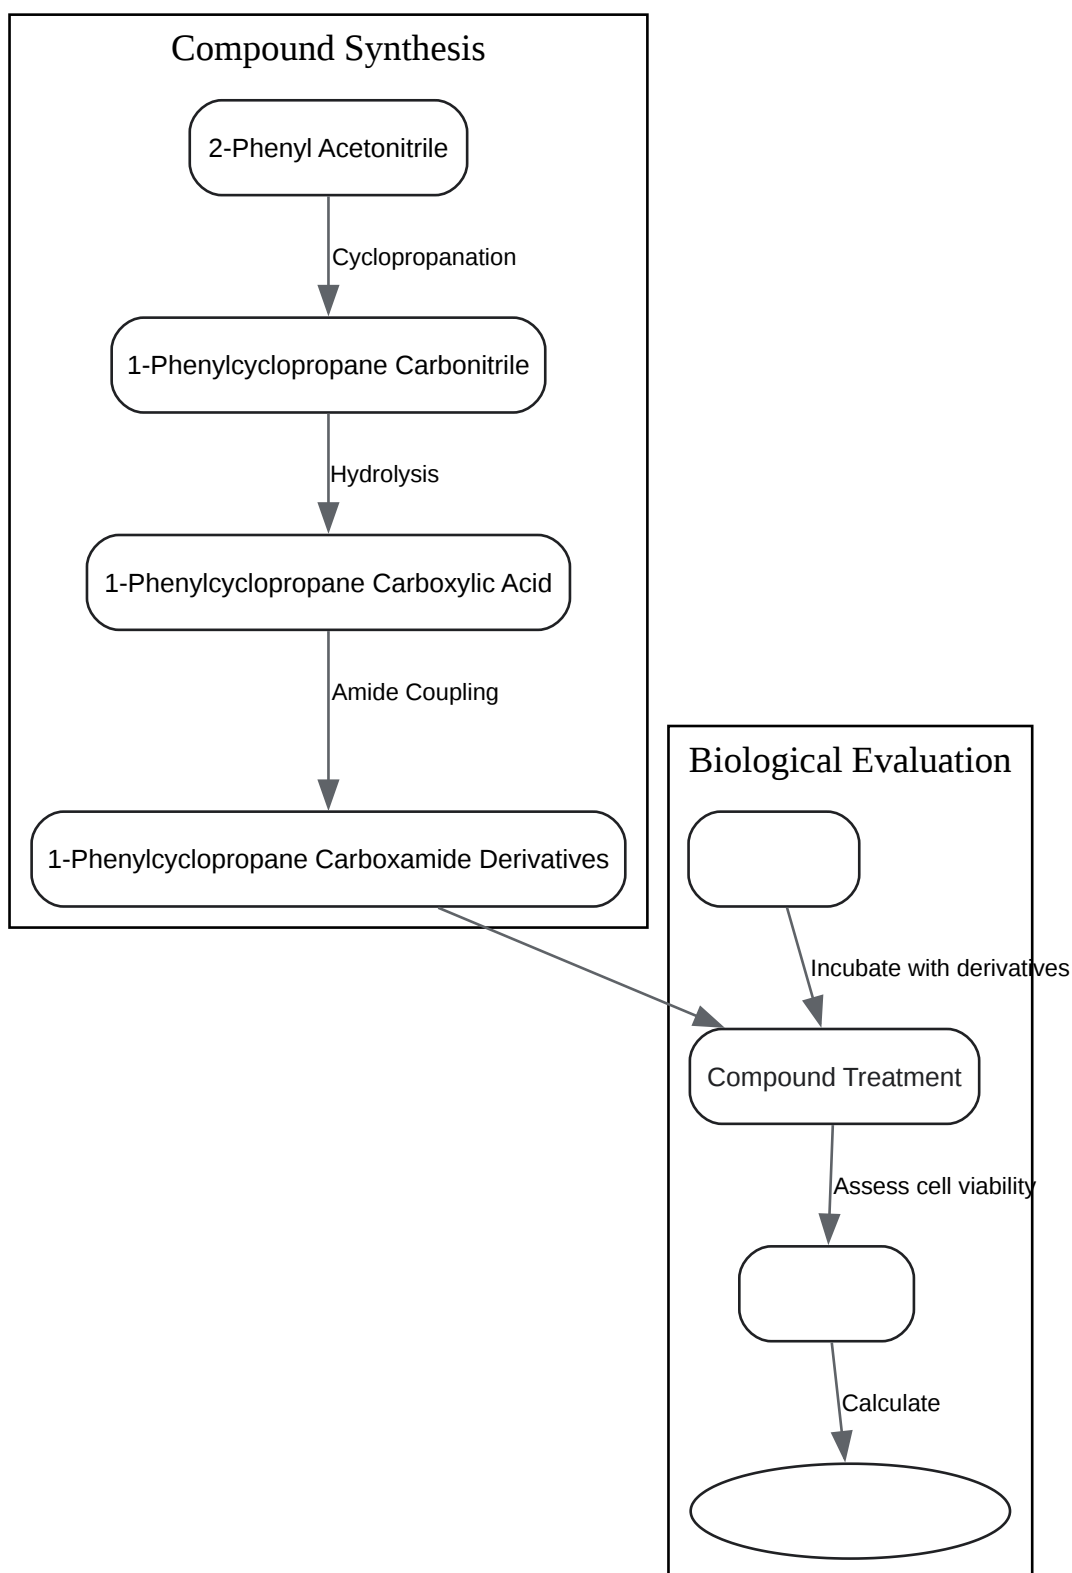 Compound Synthesis
2-Phenyl Acetonitrile
Cyclopropanation
1-Phenylcyclopropane Carbonitrile
Hydrolysis
1-Phenylcyclopropane Carboxylic Acid
Amide Coupling
1-Phenylcyclopropane Carboxamide Derivatives
Biological Evaluation
Incubate with derivatives
Compound Treatment
Assess cell viability
Calculate